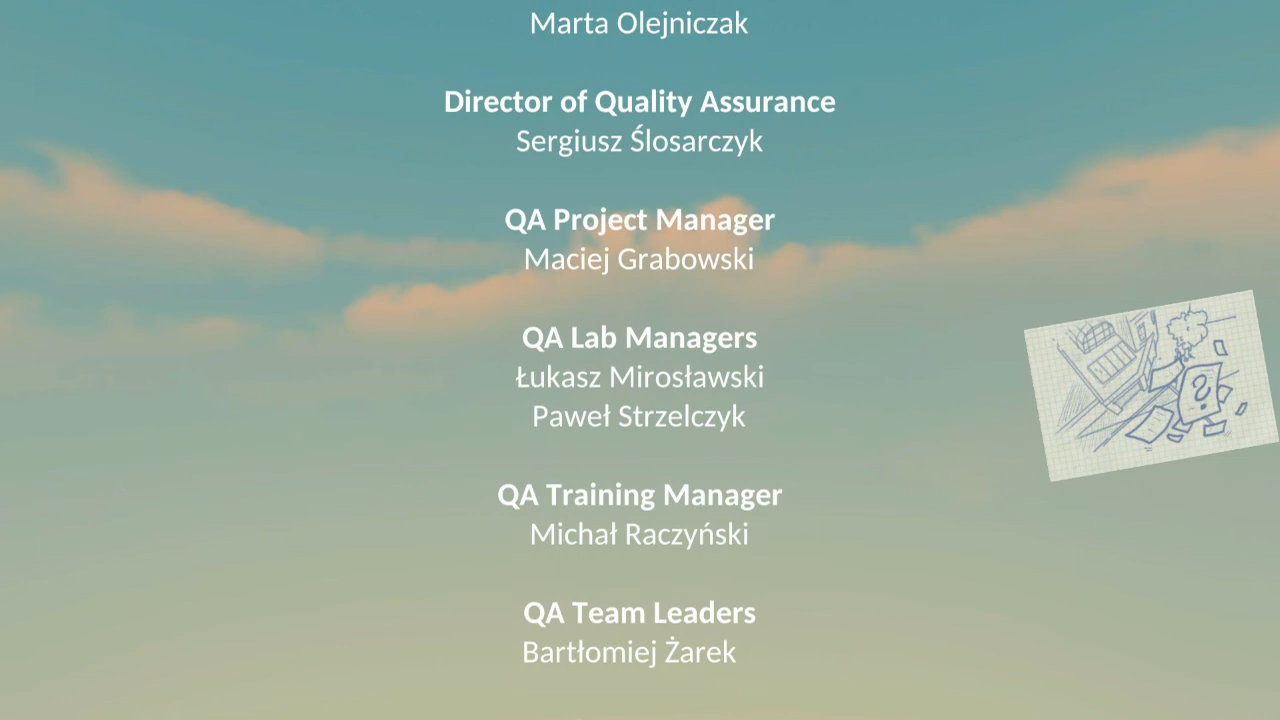 Marta Olejniczak
Director of Quality Assurance
Sergiusz Ślosarczyk
QA Project Manager
Maciej Grabowski
QA Lab Managers
Łukasz Mirosławski
Paweł Strzelczyk
QA Training Manager
Michał Raczyński
QA Team Leaders
Bartłomiej Żarek
?